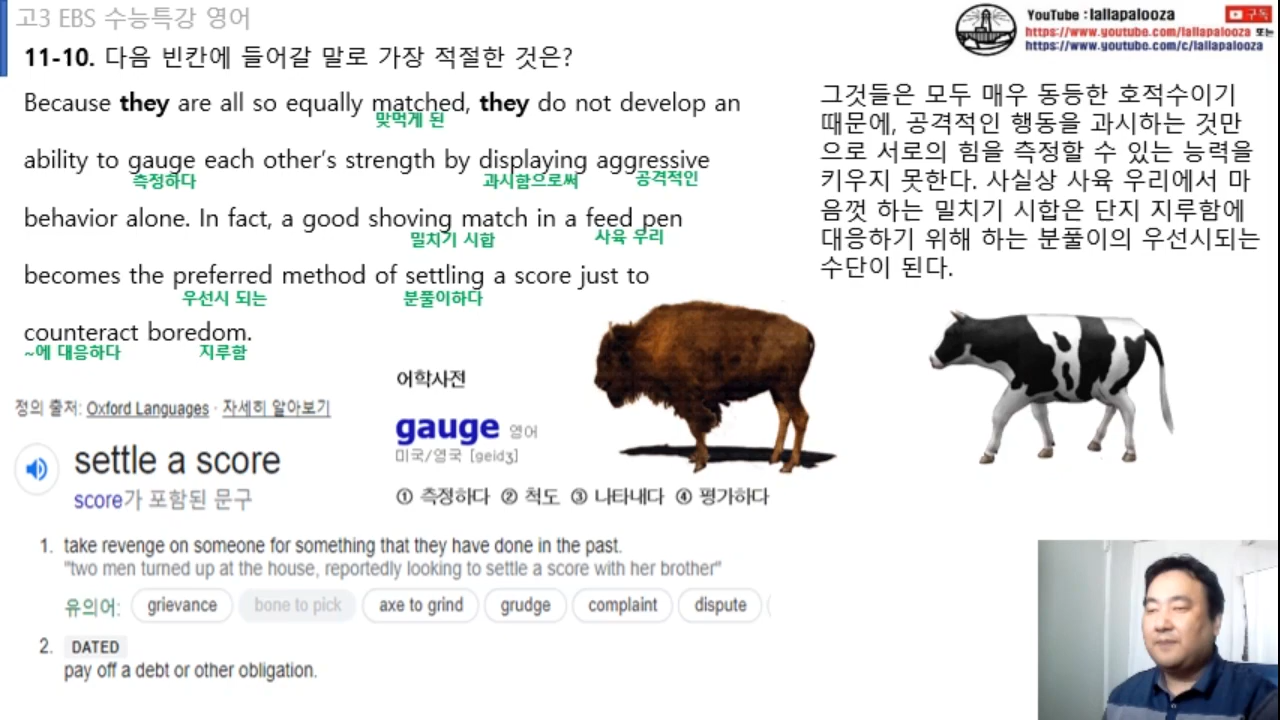 고3 EBS 수능특강 영어
YouTube : lallapalooza
구독
https://www.youtube.com/lallapalooza 또는
https://www.youtube.com/c/lallapalooza
11-10. 다음 빈칸에 들어갈 말로 가장 적절한 것은?
Because they are all so equally matched, they do not develop an
맞먹게 된
ability to gauge each other's strength by displaying aggressive
측정하다 과시함으로써 공격적인
behavior alone. In fact, a good shoving match in a feed pen
밀치기 시합 사육 우리
becomes the preferred method of settling a score just to
우선시 되는 분풀이하다
counteract boredom.
~에 대응하다 지루함
그것들은 모두 매우 동등한 호적수이기
때문에, 공격적인 행동을 과시하는 것만
으로 서로의 힘을 측정할 수 있는 능력을
키우지 못한다. 사실상 사육 우리에서 마
음껏 하는 밀치기 시합은 단지 지루함에
대응하기 위해 하는 분풀이의 우선시되는
수단이 된다.
정의 출저: Oxford Languages · 자세히 알아보기
settle a score
score가 포함된 문구
어학사전
gauge 영어
미국/영국 [geidʒ]
① 측정하다 ② 척도 ③ 나타내다 ④ 평가하다
1. take revenge on someone for something that they have done in the past.
"two men turned up at the house, reportedly looking to settle a score with her brother"
유의어: grievance bone to pick axe to grind grudge complaint dispute
2. DATED
pay off a debt or other obligation.